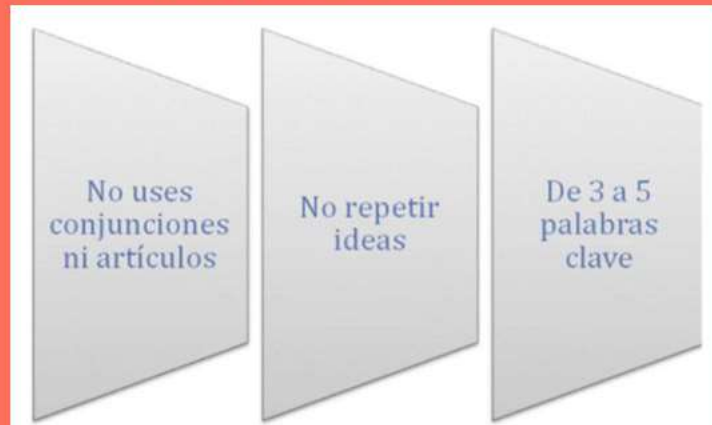 No uses
conjunciones
ni artículos
No repetir
ideas
De 3 a 5
palabras
clave